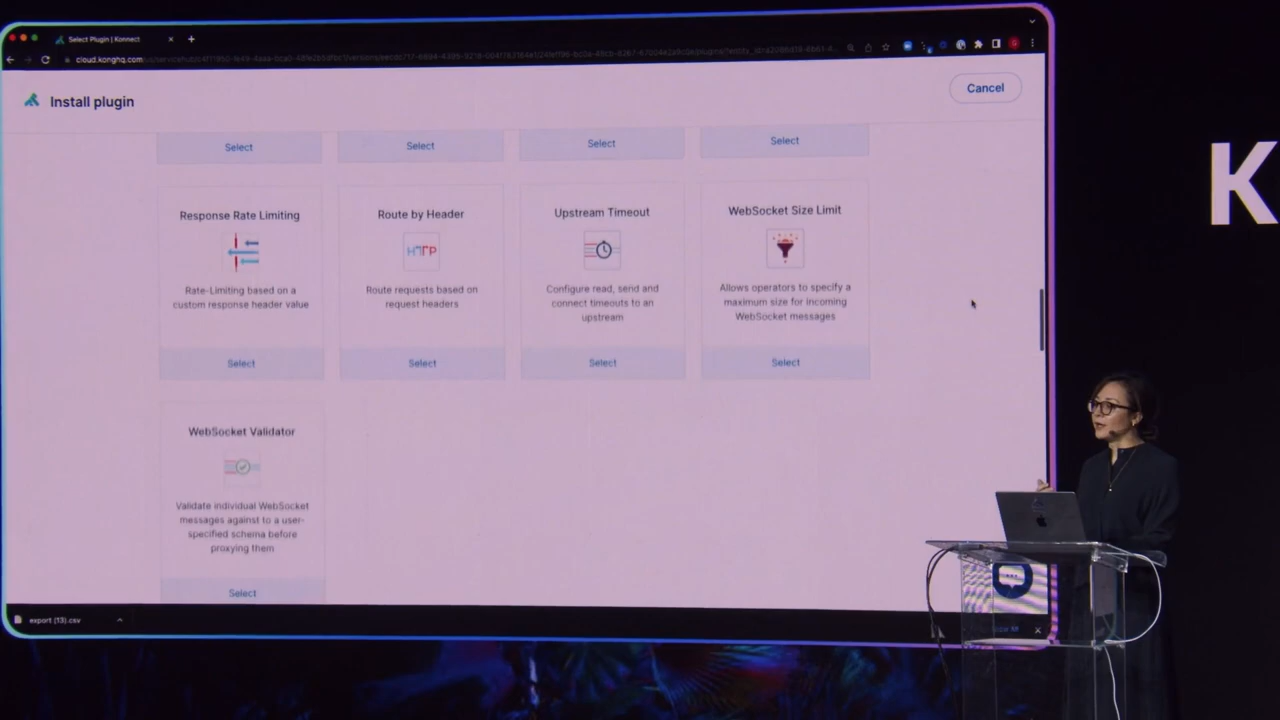 Select Plugin | Konnect
cloud.konghq.com
Install plugin
Cancel
Select
Select
Select
Select
Response Rate Limiting
Route by Header
Upstream Timeout
WebSocket Size Limit
HTTP
Rate-Limiting based on a
custom response header value
Route requests based on
request headers
Configure read, send and
connect timeouts to an
upstream
Allows operators to specify a
maximum size for incoming
WebSocket messages
Select
Select
Select
Select
WebSocket Validator
Validate individual WebSocket
messages against to a user-
specified schema before
proxying them
Select
export (13).csv
K